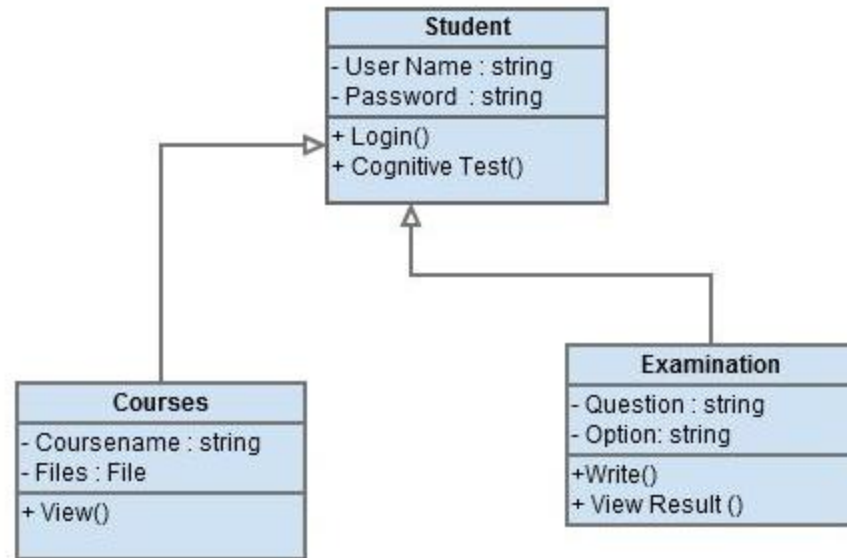 Student
- User Name : string
- Password : string
+ Login()
+ Cognitive Test()
Courses
- Coursename : string
- Files : File
+ View()
Examination
- Question : string
- Option: string
+Write()
+ View Result ()